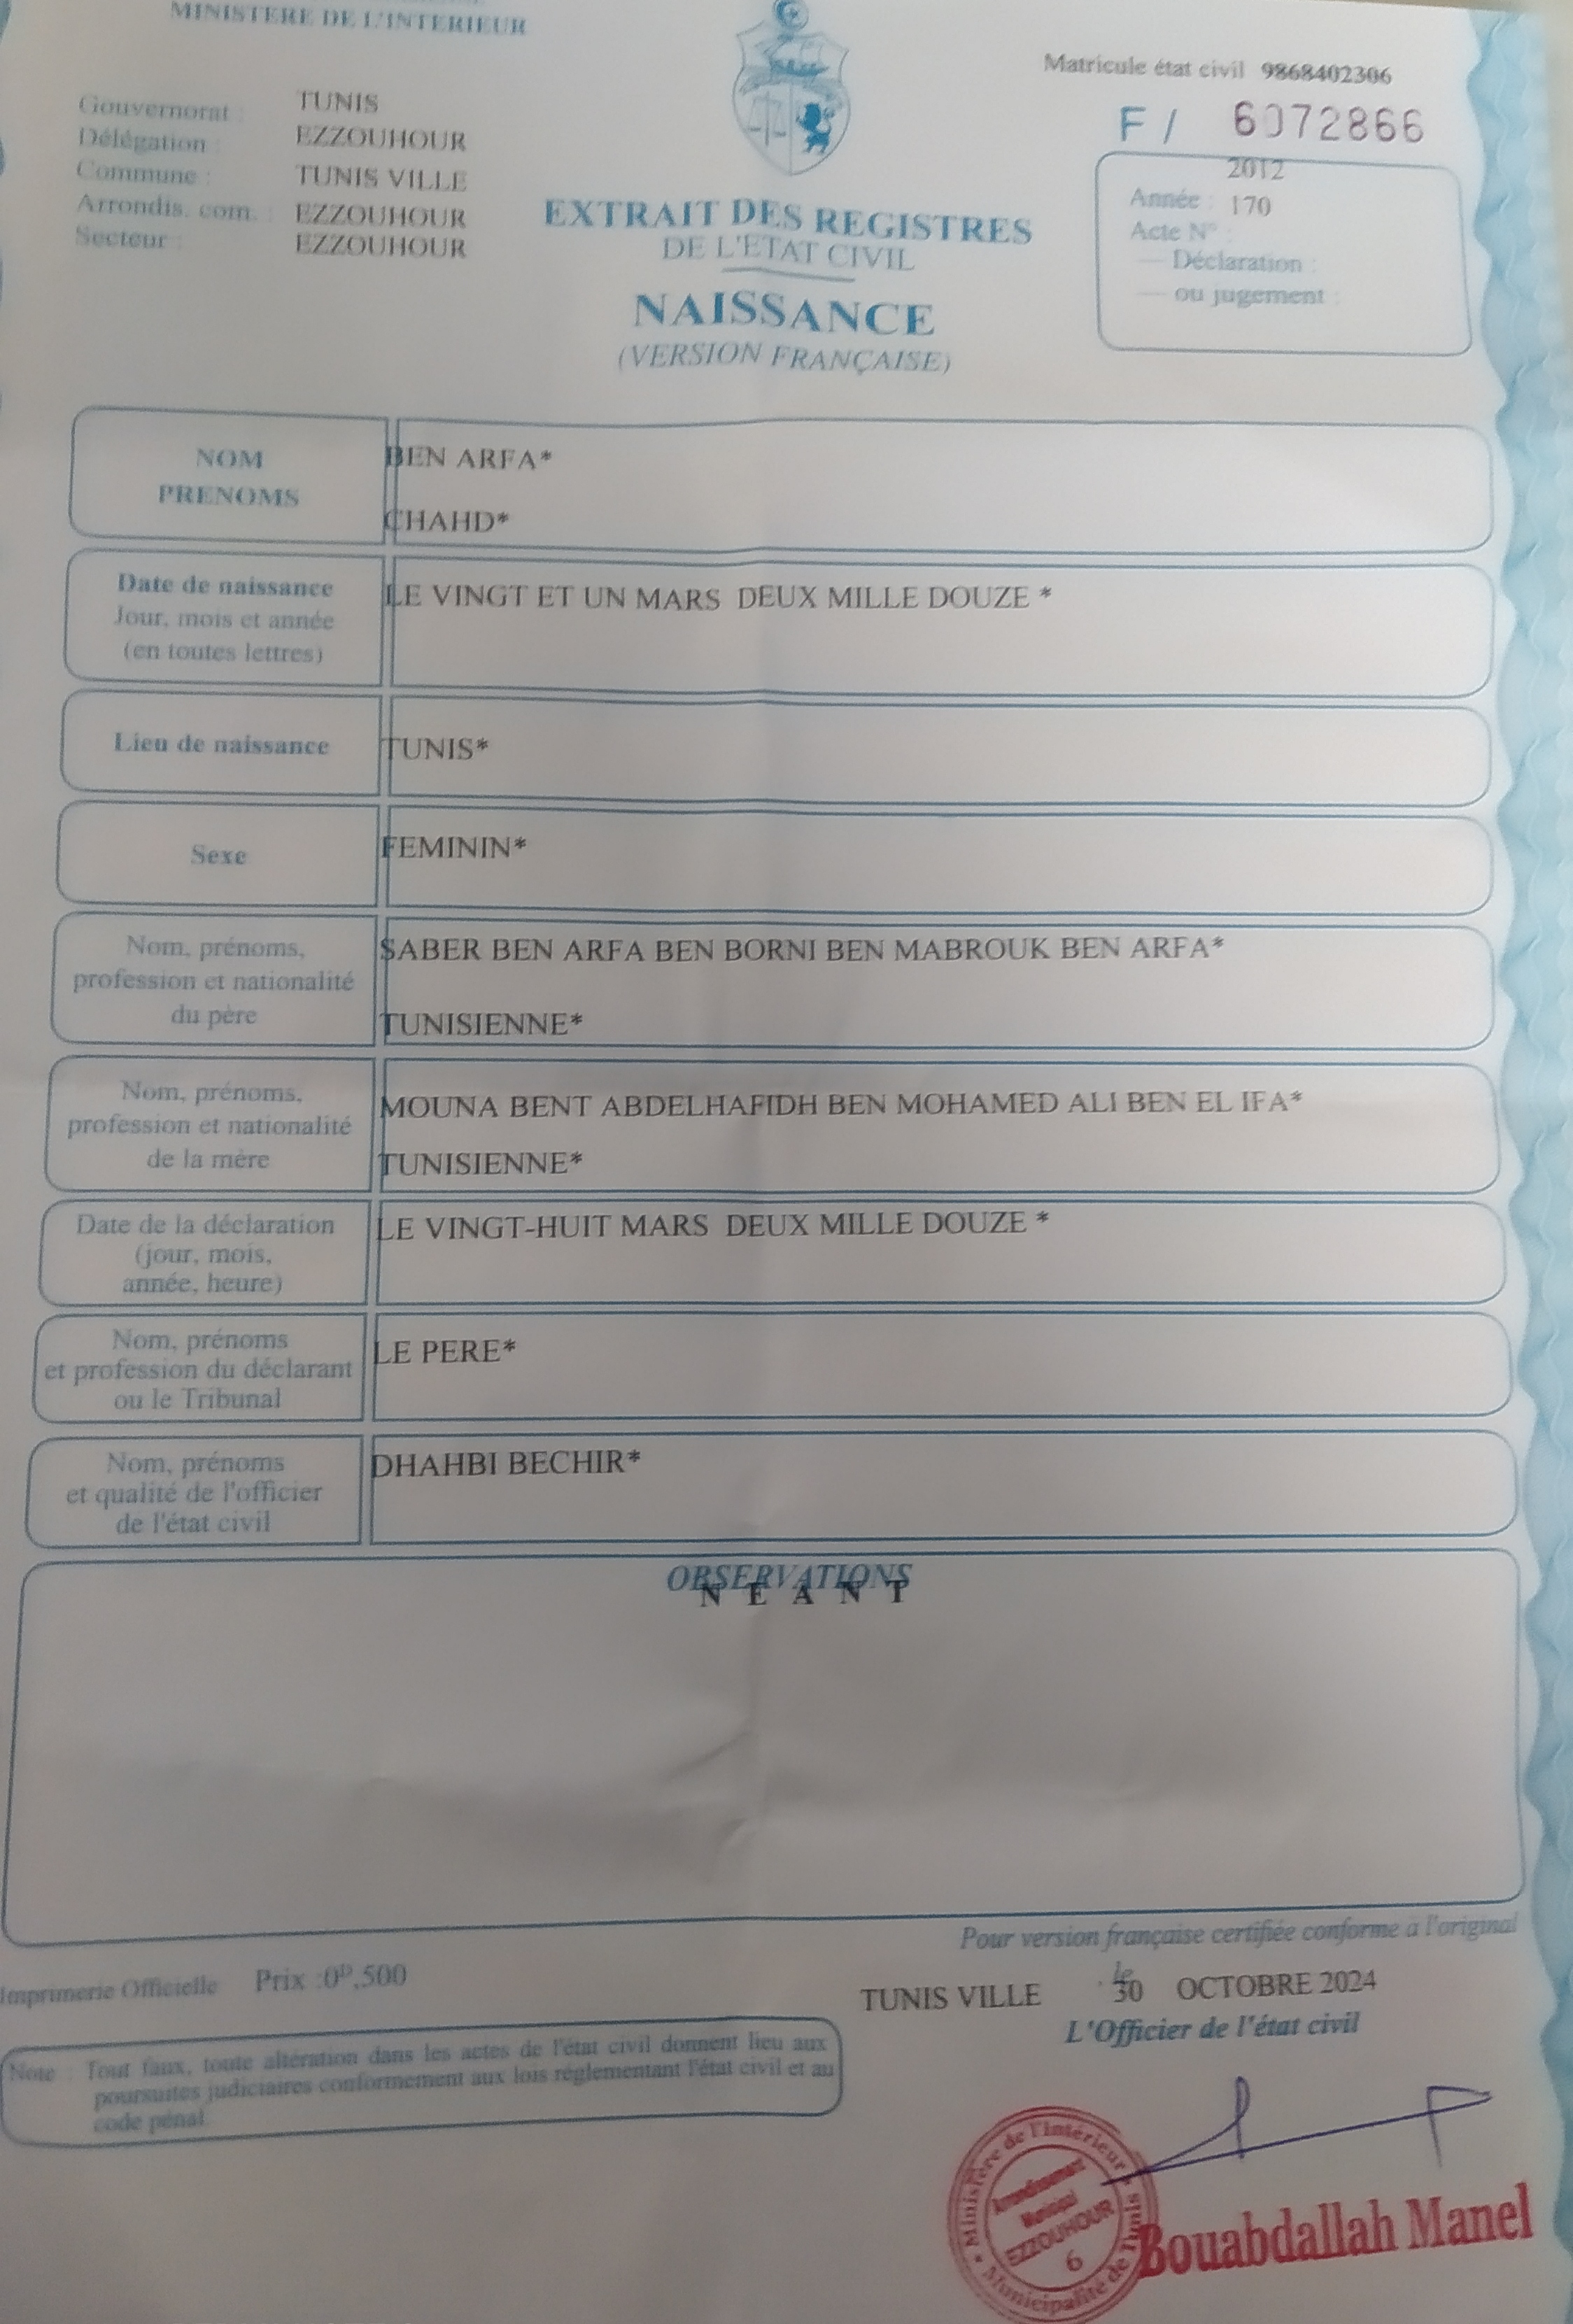 MINISTERE DE L'INTERIEUR
Matricule état civil 9868402306
F / 6072866
Gouvernorat : TUNIS
Délégation : EZZOUHOUR
Commune : TUNIS VILLE
Arrondis. com. : EZZOUHOUR
Secteur : EZZOUHOUR
EXTRAIT DES REGISTRES
DE L'ETAT CIVIL
NAISSANCE
(VERSION FRANÇAISE)
2012
Année : 170
Acte N° :
— Déclaration :
— ou jugement :
NOM
PRENOMS
BEN ARFA*
CHAHD*
Date de naissance
Jour, mois et année
(en toutes lettres)
LE VINGT ET UN MARS DEUX MILLE DOUZE *
Lieu de naissance
TUNIS*
Sexe
FEMININ*
Nom, prénoms,
profession et nationalité
du père
SABER BEN ARFA BEN BORNI BEN MABROUK BEN ARFA*
TUNISIENNE*
Nom, prénoms,
profession et nationalité
de la mère
MOUNA BENT ABDELHAFIDH BEN MOHAMED ALI BEN EL IFA*
TUNISIENNE*
Date de la déclaration
(jour, mois,
année, heure)
LE VINGT-HUIT MARS DEUX MILLE DOUZE *
Nom, prénoms
et profession du déclarant
ou le Tribunal
LE PERE*
Nom, prénoms
et qualité de l'officier
de l'état civil
DHAHBI BECHIR*
OBSERVATIONS
N E A N T
Pour version française certifiée conforme à l'original
Imprimerie Officielle Prix :0ᴰ,500
TUNIS VILLE le 30 OCTOBRE 2024
L'Officier de l'état civil
Note : Tout faux, toute altération dans les actes de l'état civil donnent lieu aux
poursuites judiciaires conformement aux lois réglementant l'état civil et au
code pénal.
Ministère de l'Intérieur
Arrondissement
Municipal
EZZOUHOUR
6
Municipalité de Tunis
Bouabdallah Manel